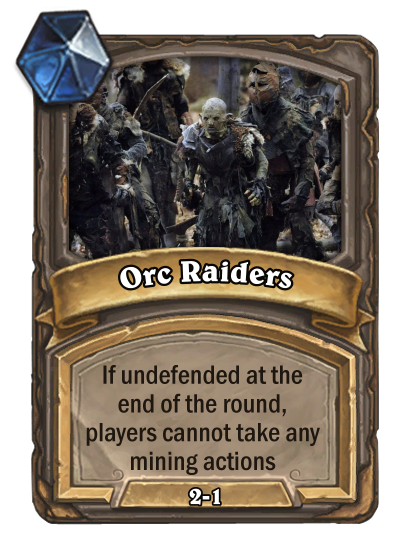 Orc Raiders
If undefended at the
end of the round,
players cannot take any
mining actions
2-1